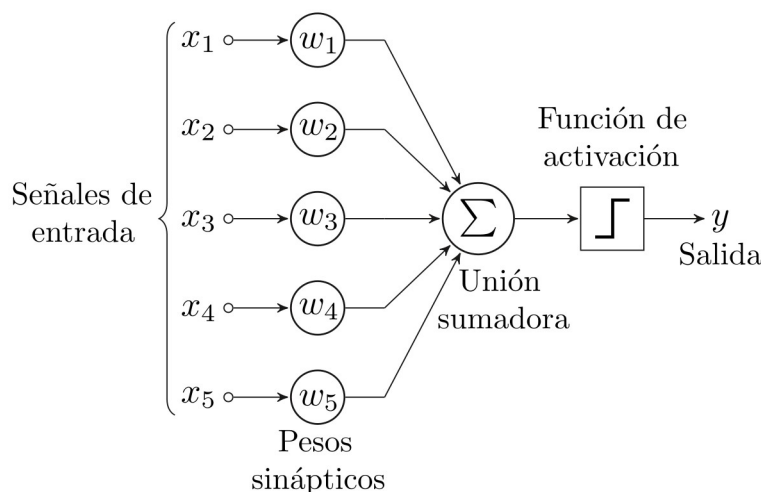 x₁ w₁
x₂ w₂
Función de
activación
Señales de
entrada
x₃ w₃ Σ y
Salida
Unión
sumadora
x₄ w₄
x₅ w₅
Pesos
sinápticos